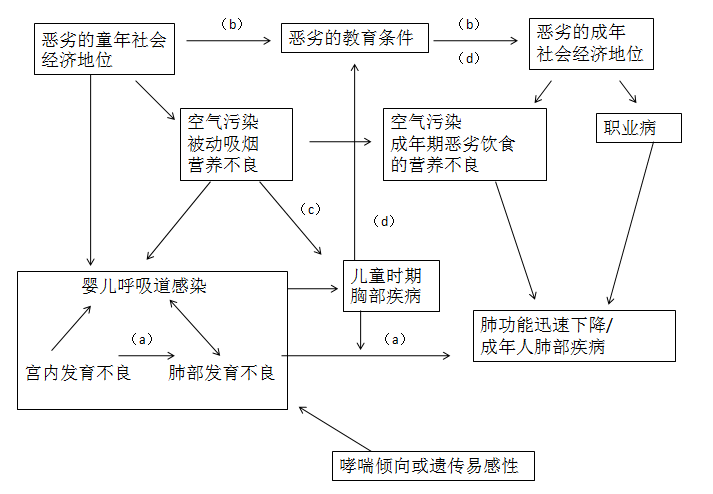 恶劣的童年社会
经济地位
（b）
恶劣的教育条件
（b）
（d）
恶劣的成年
社会经济地位
空气污染
被动吸烟
营养不良
空气污染
成年期恶劣饮食
的营养不良
职业病
（c）
（d）
婴儿呼吸道感染
儿童时期
胸部疾病
（a）
（a）
宫内发育不良
肺部发育不良
肺功能迅速下降/
成年人肺部疾病
哮喘倾向或遗传易感性